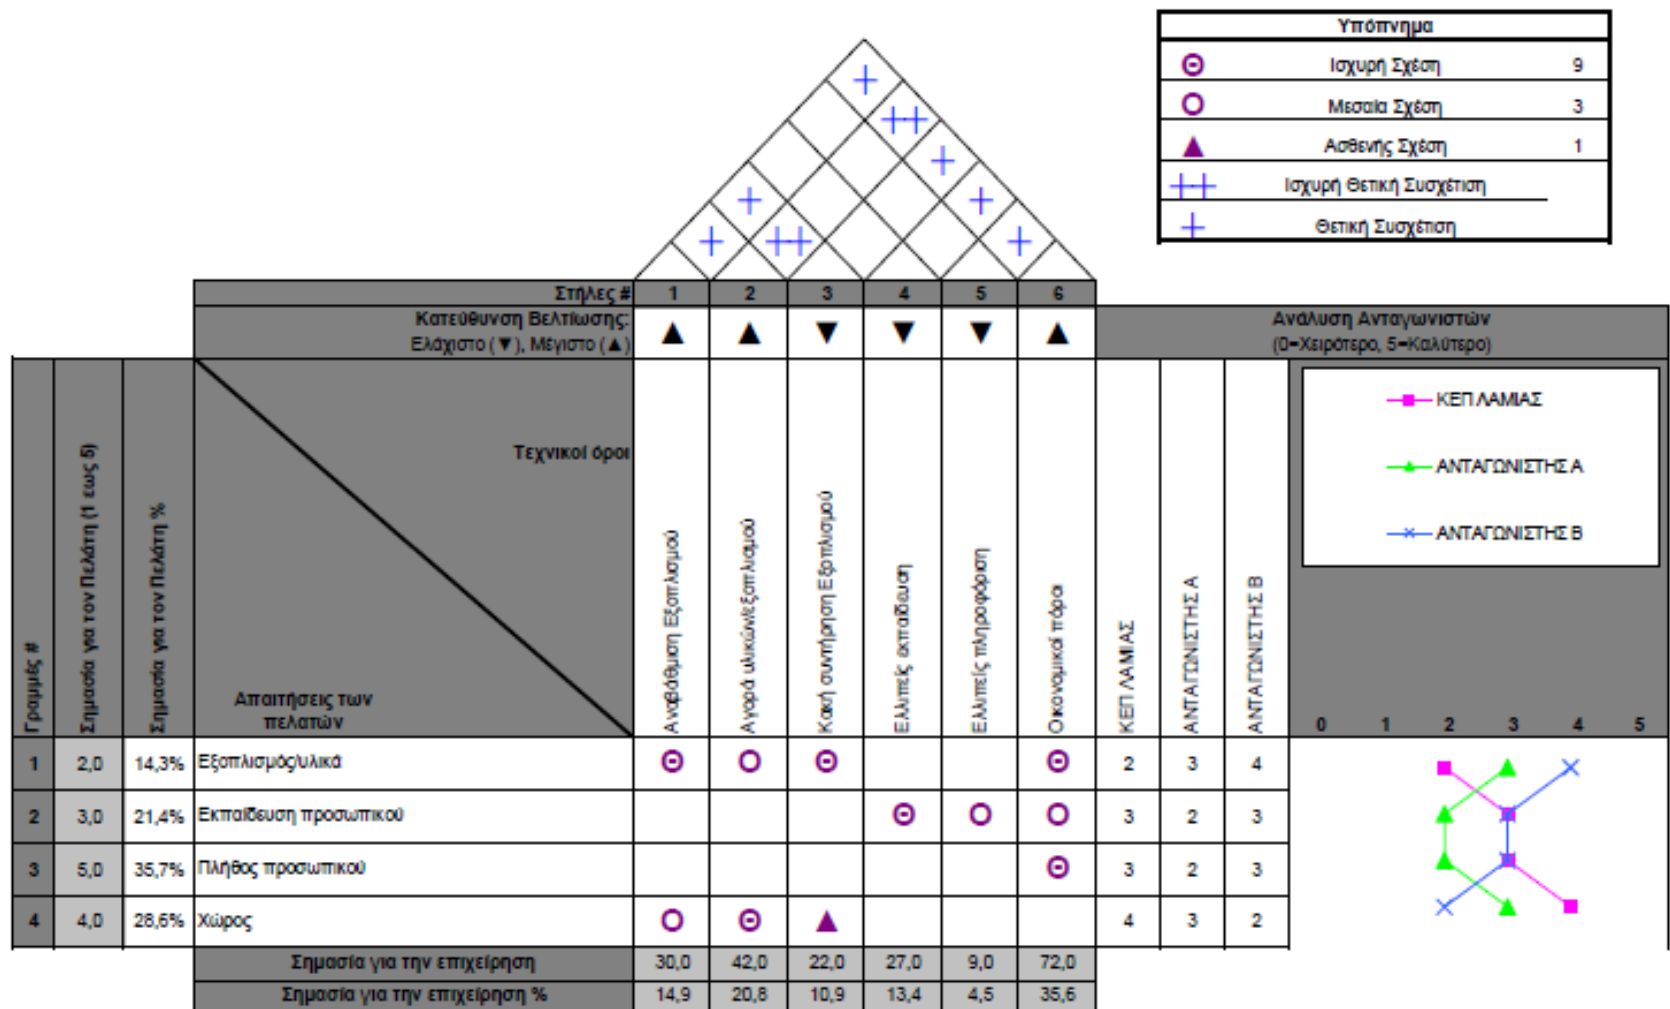 Υπόπνημα
Ισχυρή Σχέση 9
Μεσαία Σχέση 3
Ασθενής Σχέση 1
Ισχυρή Θετική Συσχέτιση
Θετική Συσχέτιση
Στήλες # 1 2 3 4 5 6
Κατεύθυνση Βελτίωσης:
Ελάχιστο (▼), Μέγιστο (▲) ▲ ▲ ▼ ▼ ▼ ▲
Ανάλυση Ανταγωνιστών
(0=Χειρότερο, 5=Καλύτερο)
Γραμμές #
Σημασία για τον Πελάτη (1 εως 5)
Σημασία για τον Πελάτη %
Τεχνικοί όροι
Απαιτήσεις των
πελατών
Αναβάθμιση Εξοπλισμού
Αγορά υλικών/εξοπλισμού
Κακή συντήρηση Εξοπλισμού
Ελλιπείς εκπαίδευση
Ελλιπείς πληροφόριση
Οικονομικοί πόροι
ΚΕΠ ΛΑΜΙΑΣ
ΑΝΤΑΓΩΝΙΣΤΗΣ Α
ΑΝΤΑΓΩΝΙΣΤΗΣ Β
ΚΕΠ ΛΑΜΙΑΣ
ΑΝΤΑΓΩΝΙΣΤΗΣ Α
ΑΝΤΑΓΩΝΙΣΤΗΣ Β
0 1 2 3 4 5
1 2,0 14,3% Εξοπλισμός/υλικά 2 3 4
2 3,0 21,4% Εκπαίδευση προσωπικού 3 2 3
3 5,0 35,7% Πλήθος προσωπικού 3 2 3
4 4,0 28,6% Χώρος 4 3 2
Σημασία για την επιχείρηση 30,0 42,0 22,0 27,0 9,0 72,0
Σημασία για την επιχείρηση % 14,9 20,8 10,9 13,4 4,5 35,6